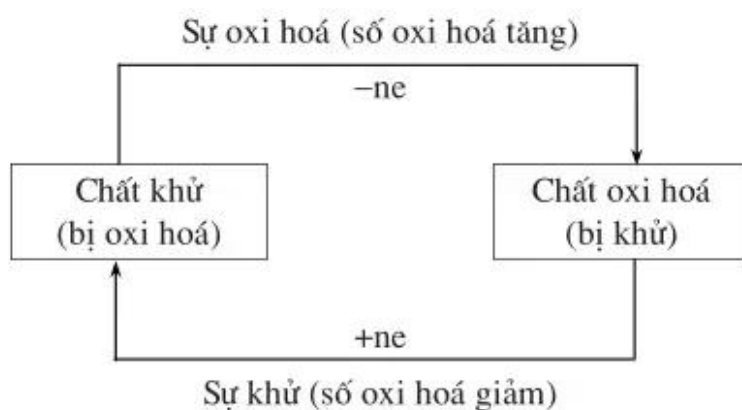 Sự oxi hoá (số oxi hoá tăng)
–ne
Chất khử
(bị oxi hoá)
Chất oxi hoá
(bị khử)
+ne
Sự khử (số oxi hoá giảm)